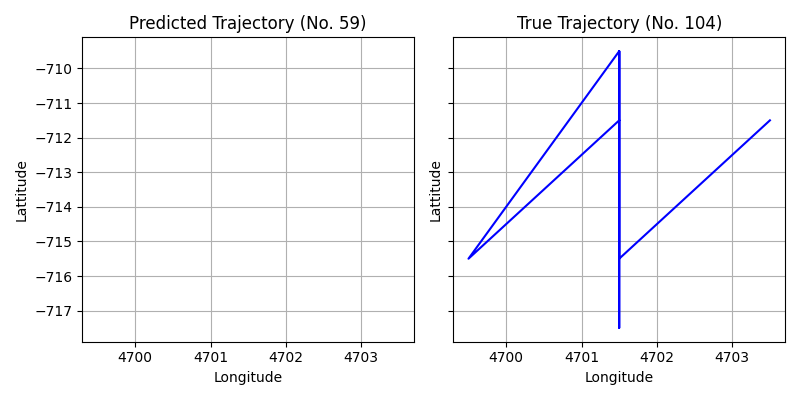 Predicted Trajectory (No. 59)
True Trajectory (No. 104)
−710
−711
−712
−713
−714
−715
−716
−717
Lattitude
Lattitude
4700 4701 4702 4703
4700 4701 4702 4703
Longitude
Longitude